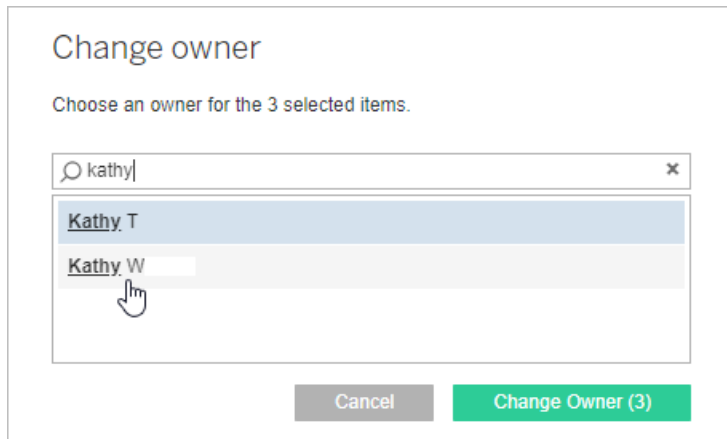 Change owner
Choose an owner for the 3 selected items.
kathy
Kathy T
Kathy W
Cancel Change Owner (3)